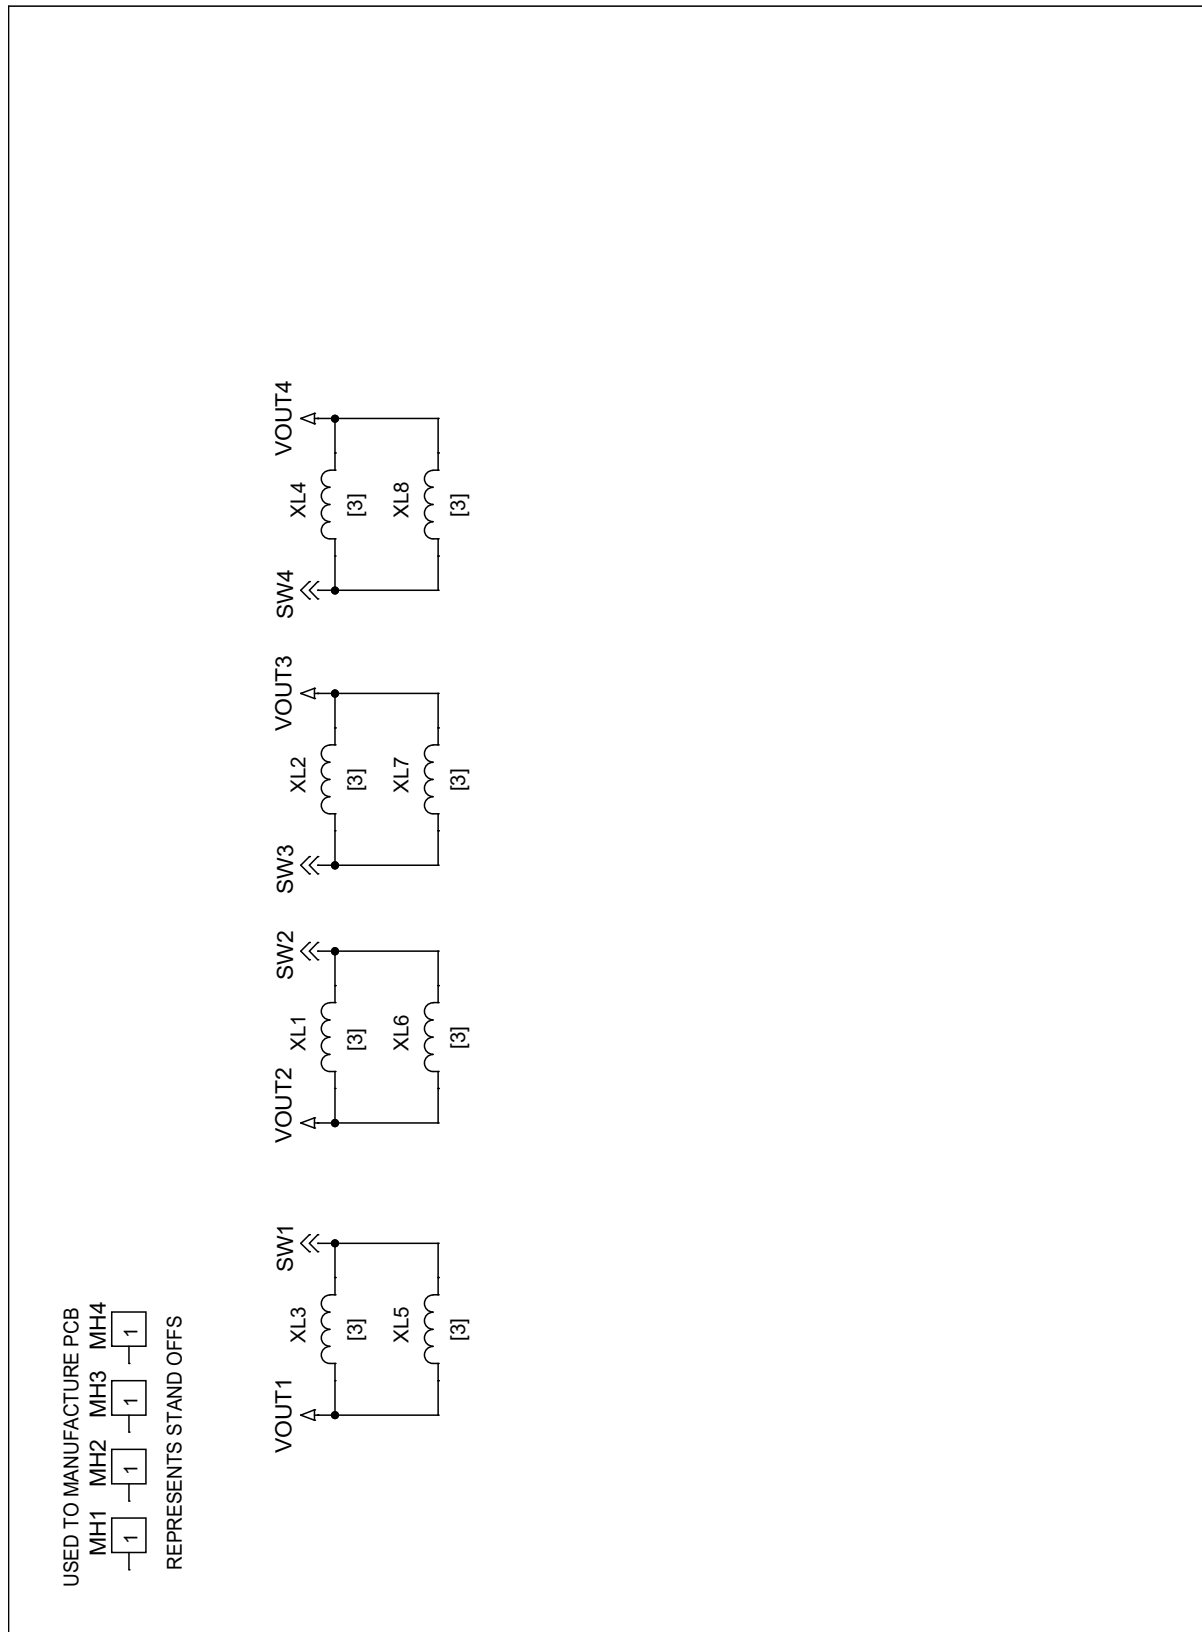 USED TO MANUFACTURE PCB
MH1 MH2 MH3 MH4
1 1 1 1
REPRESENTS STAND OFFS
VOUT1 XL3 SW1 VOUT2 XL1 SW2 SW3 XL2 VOUT3 SW4 XL4 VOUT4
[3] [3] [3] [3]
XL5 XL6 XL7 XL8
[3] [3] [3] [3]